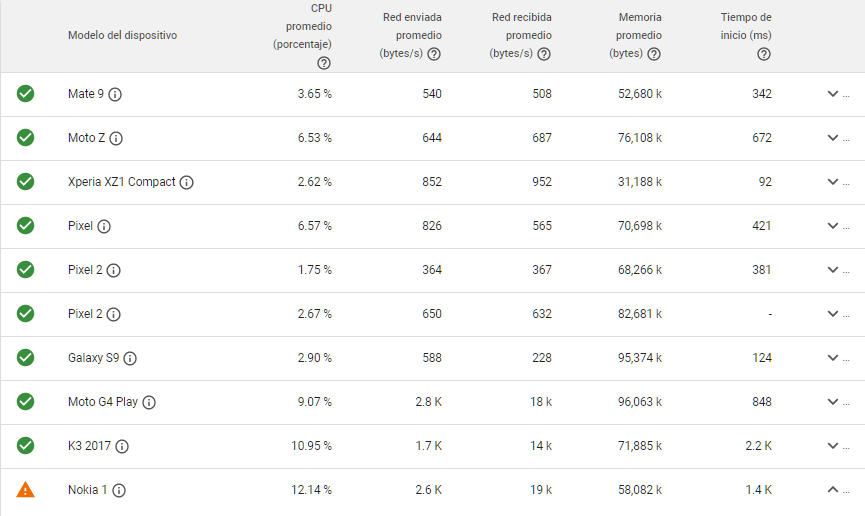 Modelo del dispositivo
CPU
promedio
(porcentaje)
Red enviada
promedio
(bytes/s)
Red recibida
promedio
(bytes/s)
Memoria
promedio
(bytes)
Tiempo de
inicio (ms)
Mate 9 3.65 % 540 508 52,680 k 342 ...
Moto Z 6.53 % 644 687 76,108 k 672 ...
Xperia XZ1 Compact 2.62 % 852 952 31,188 k 92 ...
Pixel 6.57 % 826 565 70,698 k 421 ...
Pixel 2 1.75 % 364 367 68,266 k 381 ...
Pixel 2 2.67 % 650 632 82,681 k - ...
Galaxy S9 2.90 % 588 228 95,374 k 124 ...
Moto G4 Play 9.07 % 2.8 K 18 k 96,063 k 848 ...
K3 2017 10.95 % 1.7 K 14 k 71,885 k 2.2 K ...
Nokia 1 12.14 % 2.6 K 19 k 58,082 k 1.4 K ...